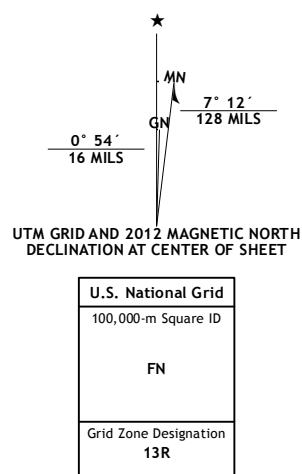 ★
MN
GN
7° 12´
128 MILS
0° 54´
16 MILS
UTM GRID AND 2012 MAGNETIC NORTH
DECLINATION AT CENTER OF SHEET
U.S. National Grid
100,000-m Square ID
FN
Grid Zone Designation
13R